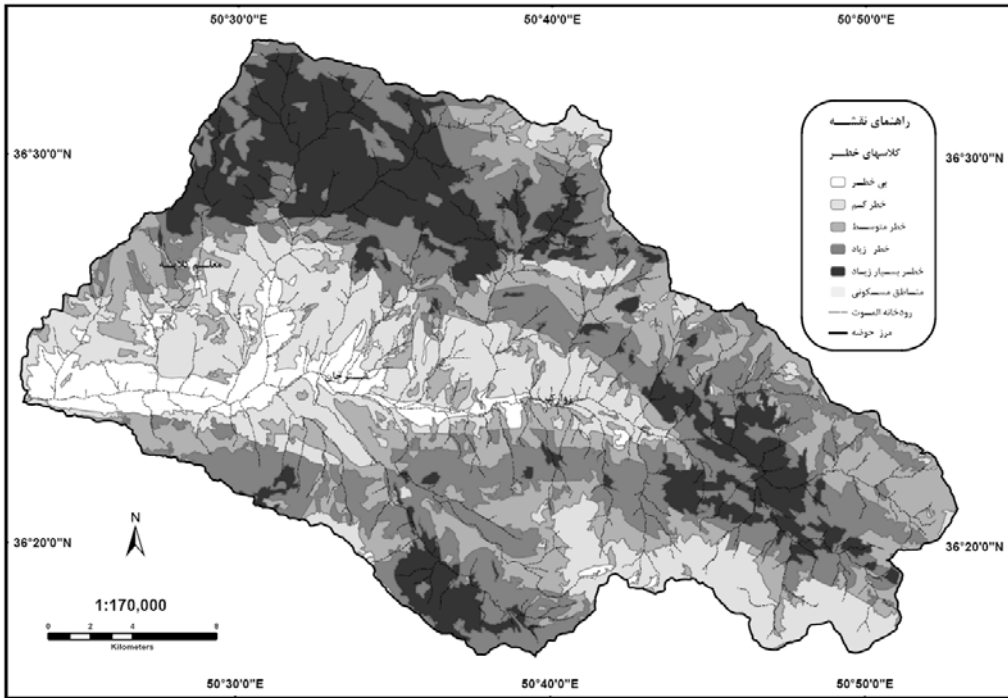 50°30'0"E
50°40'0"E
50°50'0"E
36°30'0"N
36°30'0"N
راهنمای نقشه
کلاسهای خطر
بی خطر
خطر کم
خطر متوسط
خطر زیاد
خطر بسیار زیاد
مناطق مسکونی
رودخانه الموت
مرز حوضه
معلم کلایه
36°20'0"N
36°20'0"N
N
1:170,000
0 2 4 8
Kilometers
50°30'0"E
50°40'0"E
50°50'0"E